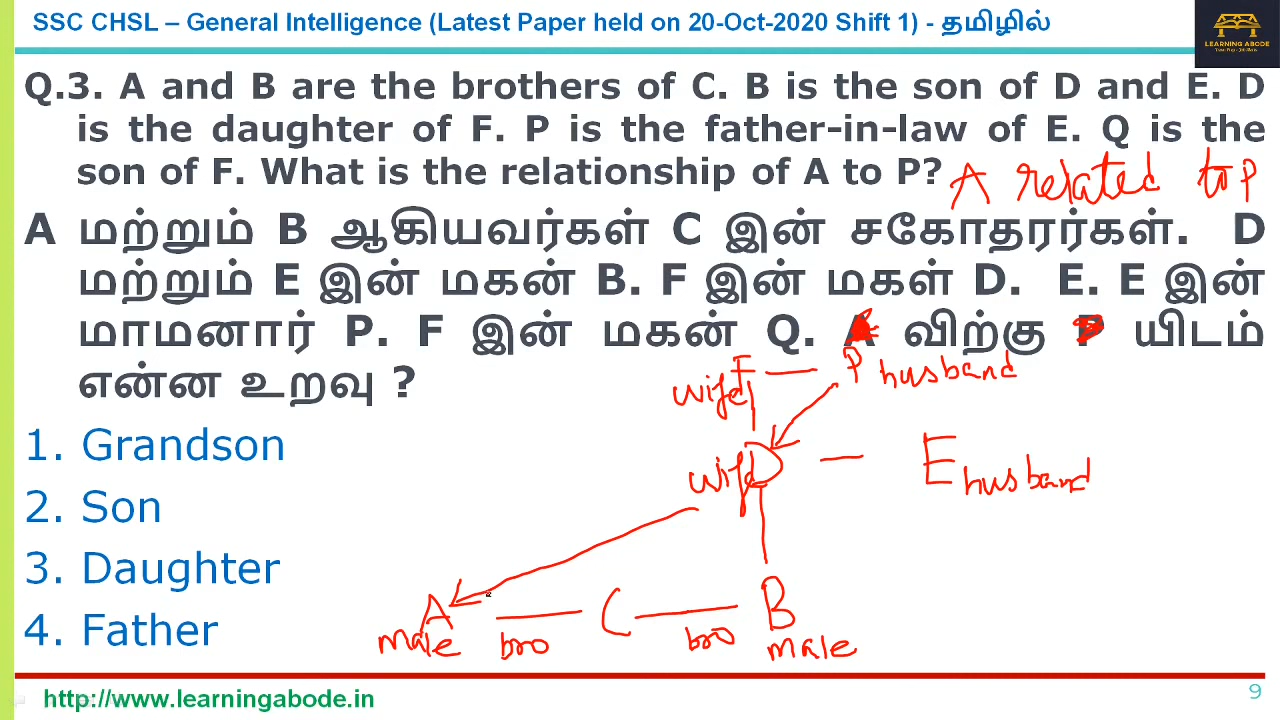 SSC CHSL – General Intelligence (Latest Paper held on 20-Oct-2020 Shift 1) - தமிழில்
LEARNING ABODE
Q.3. A and B are the brothers of C. B is the son of D and E. D
is the daughter of F. P is the father-in-law of E. Q is the
son of F. What is the relationship of A to P?
A related to P
A மற்றும் B ஆகியவர்கள் C இன் சகோதரர்கள். D
மற்றும் E இன் மகன் B. F இன் மகள் D. E. E இன்
மாமனார் P. F இன் மகன் Q. A விற்கு P யிடம்
என்ன உறவு ?
F — P husband
wife
1. Grandson
wife D — E husband
2. Son
3. Daughter
A C B
4. Father
male bro bro male
http://www.learningabode.in
9